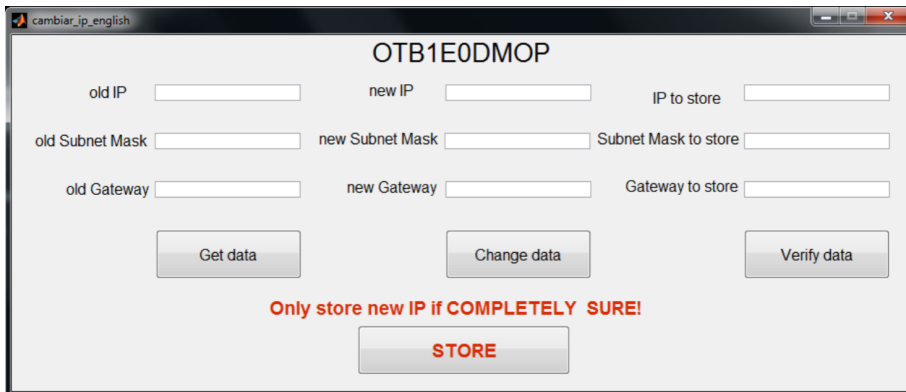 cambiar_ip_english
OTB1E0DMOP
old IP
new IP
IP to store
old Subnet Mask
new Subnet Mask
Subnet Mask to store
old Gateway
new Gateway
Gateway to store
Get data
Change data
Verify data
Only store new IP if COMPLETELY SURE!
STORE